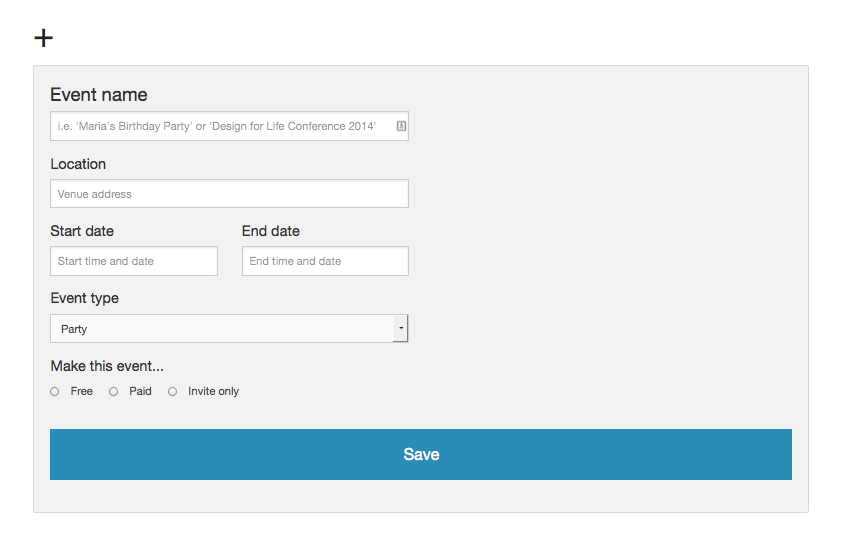 +
Event name
i.e. 'Maria's Birthday Party' or 'Design for Life Conference 2014'
Location
Venue address
Start date End date
Start time and date End time and date
Event type
Party
Make this event...
Free Paid Invite only
Save